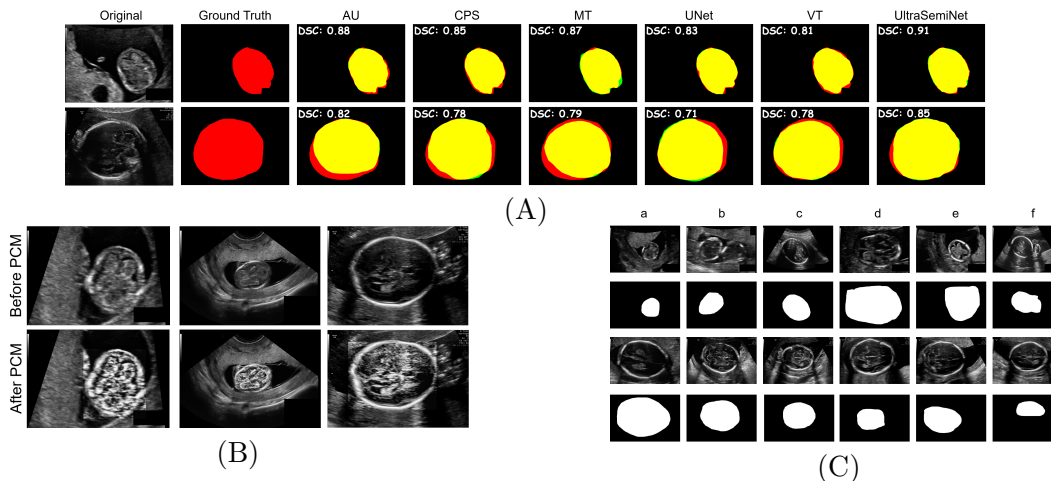 Original Ground Truth AU CPS MT UNet VT UltraSemiNet
DSC: 0.88 DSC: 0.85 DSC: 0.87 DSC: 0.83 DSC: 0.81 DSC: 0.91
DSC: 0.82 DSC: 0.78 DSC: 0.79 DSC: 0.71 DSC: 0.78 DSC: 0.85
(A)
Before PCM
After PCM
(B)
a b c d e f
(C)